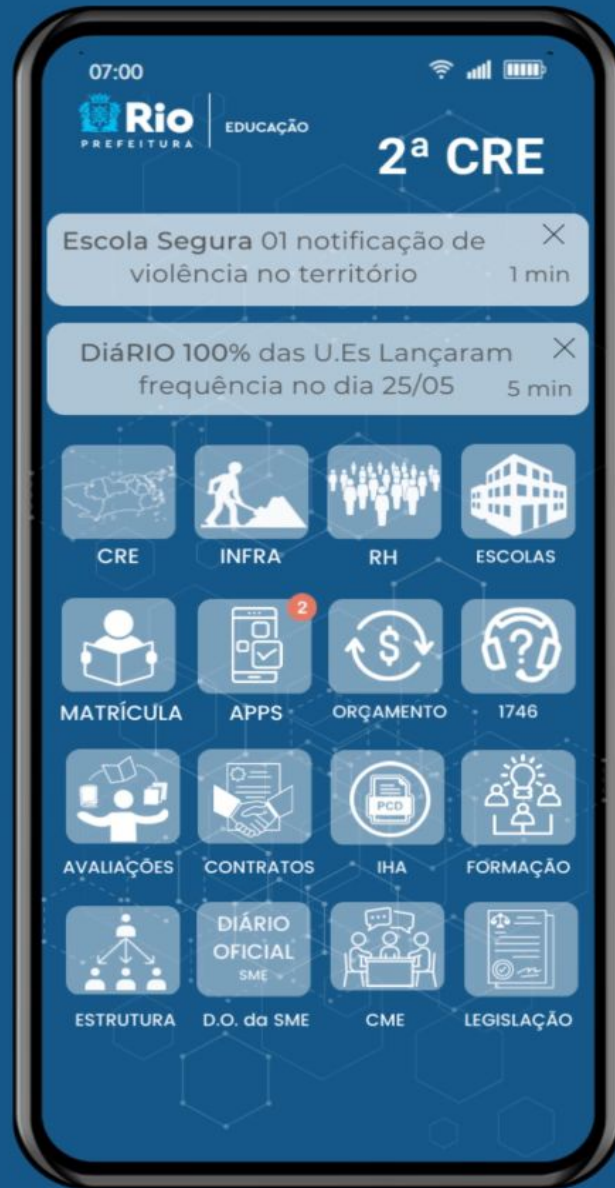 07:00
Rio
PREFEITURA
EDUCAÇÃO
2ª CRE
Escola Segura 01 notificação de
violência no território
1 min
DiáRIO 100% das U.Es Lançaram
frequência no dia 25/05
5 min
CRE
INFRA
RH
ESCOLAS
2
MATRÍCULA
APPS
ORÇAMENTO
1746
PCD
AVALIAÇÕES
CONTRATOS
IHA
FORMAÇÃO
DIÁRIO
OFICIAL
SME
ESTRUTURA
D.O. da SME
CME
LEGISLAÇÃO